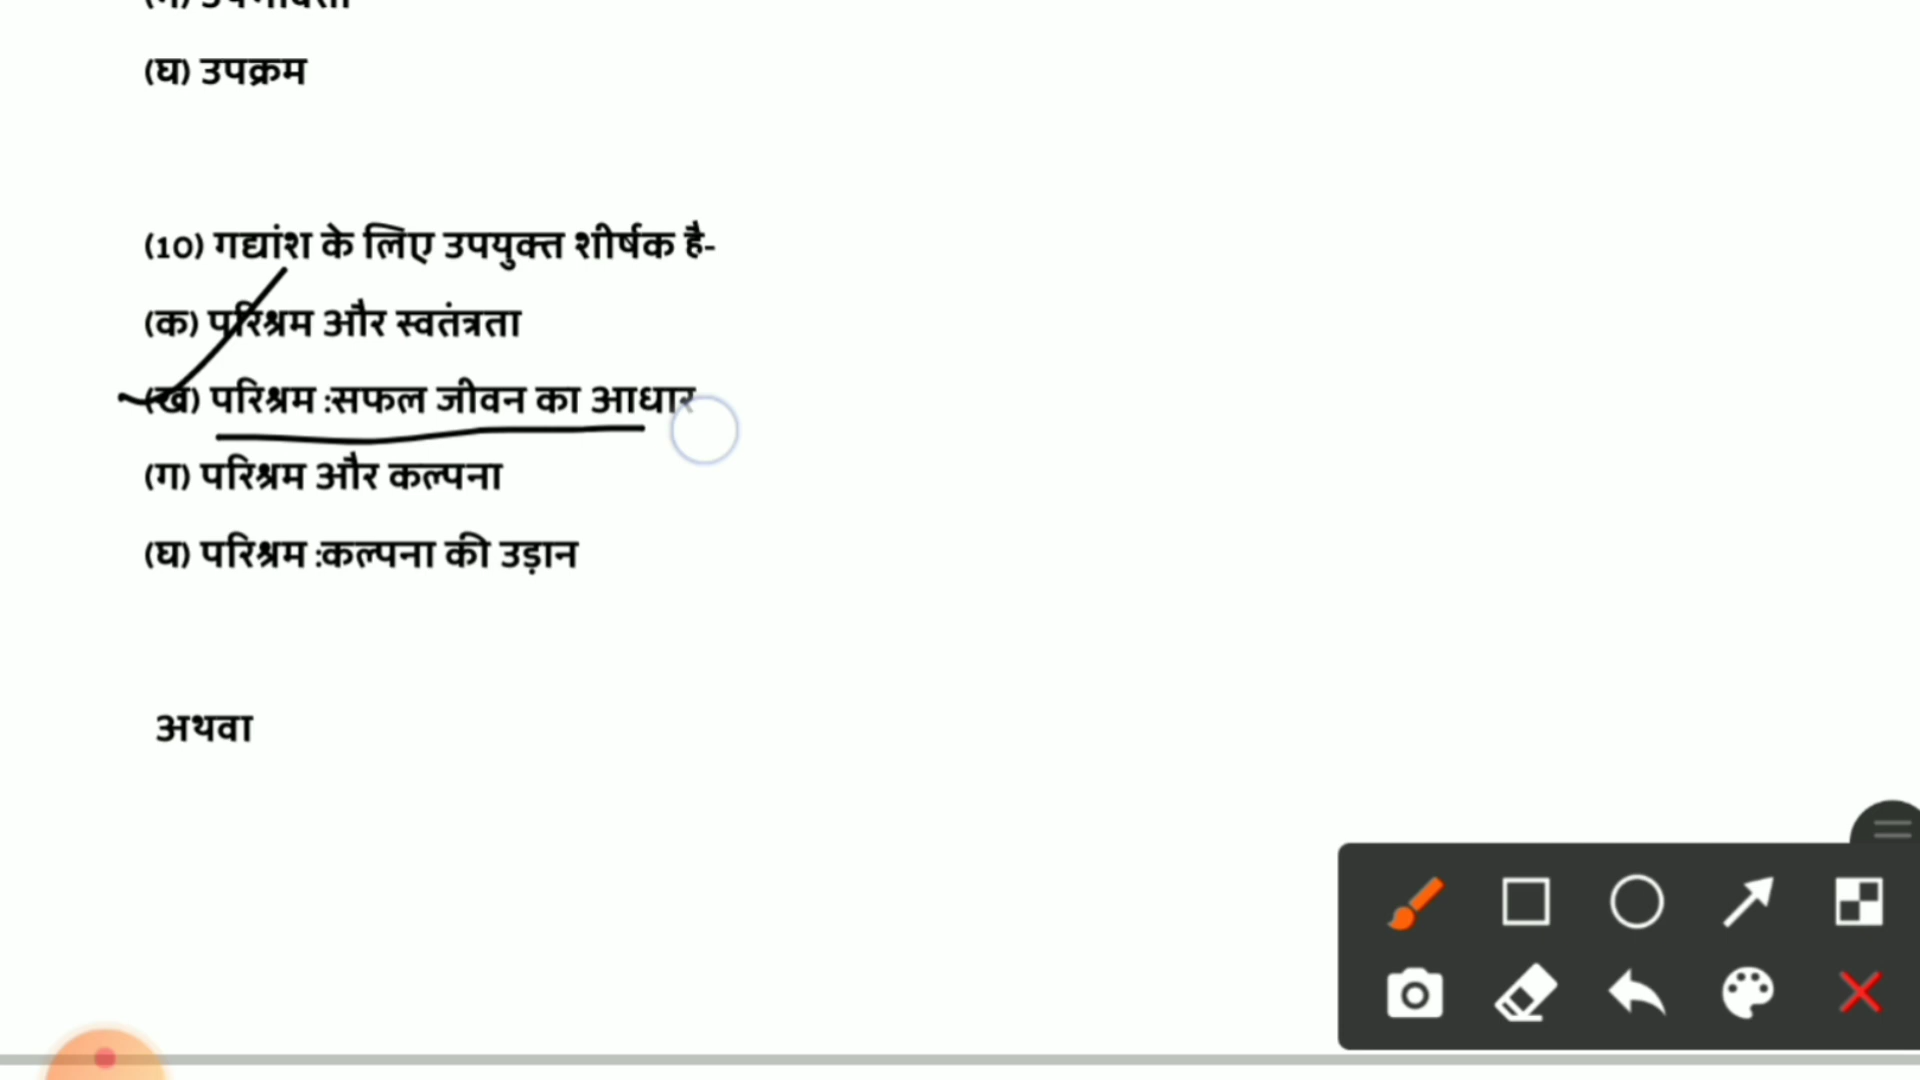 (घ) उपक्रम
(10) गद्यांश के लिए उपयुक्त शीर्षक है-
(क) परिश्रम और स्वतंत्रता
(ख) परिश्रम :सफल जीवन का आधार
(ग) परिश्रम और कल्पना
(घ) परिश्रम :कल्पना की उड़ान
अथवा